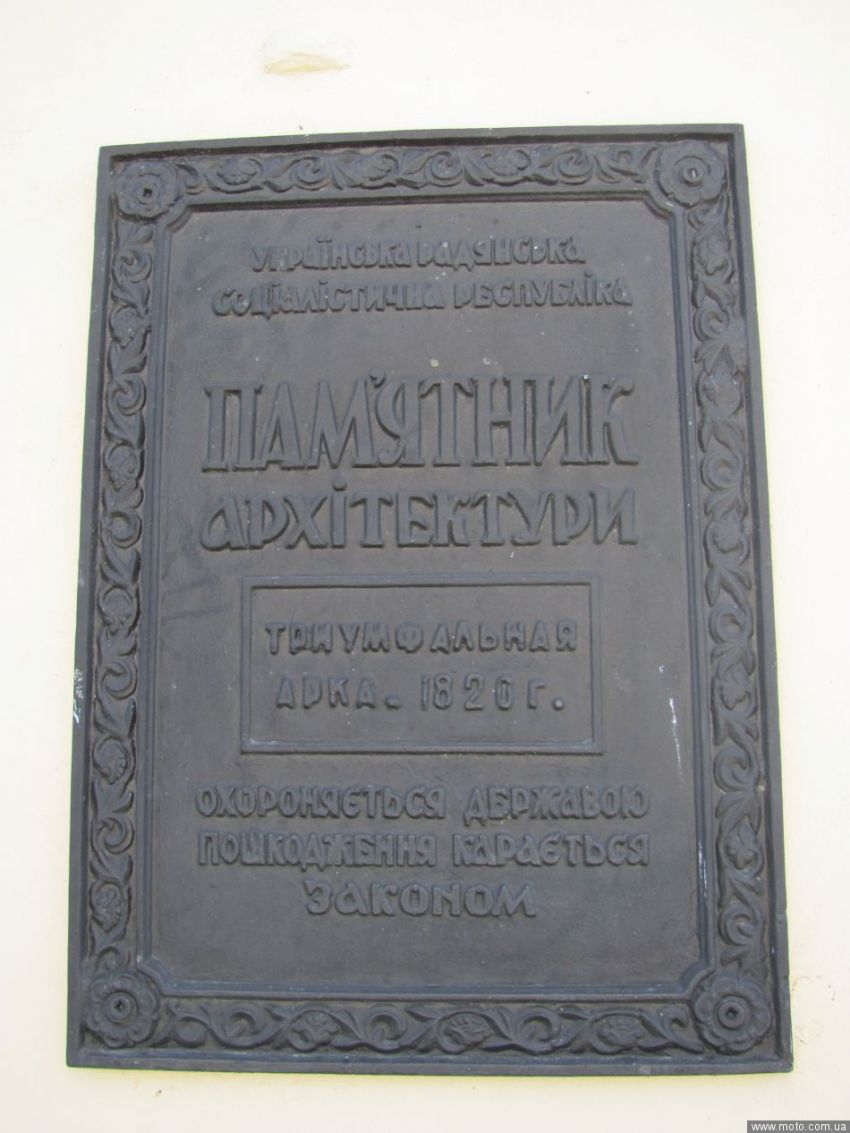 Українська Радянська
Соціалістична Республіка
ПАМ'ЯТНИК
АРХІТЕКТУРИ
ТРИУМФАЛЬНАЯ
АРКА. 1820 г.
ОХОРОНЯЄТЬСЯ ДЕРЖАВОЮ
ПОШКОДЖЕННЯ КАРАЄТЬСЯ
ЗАКОНОМ
www.moto.com.ua